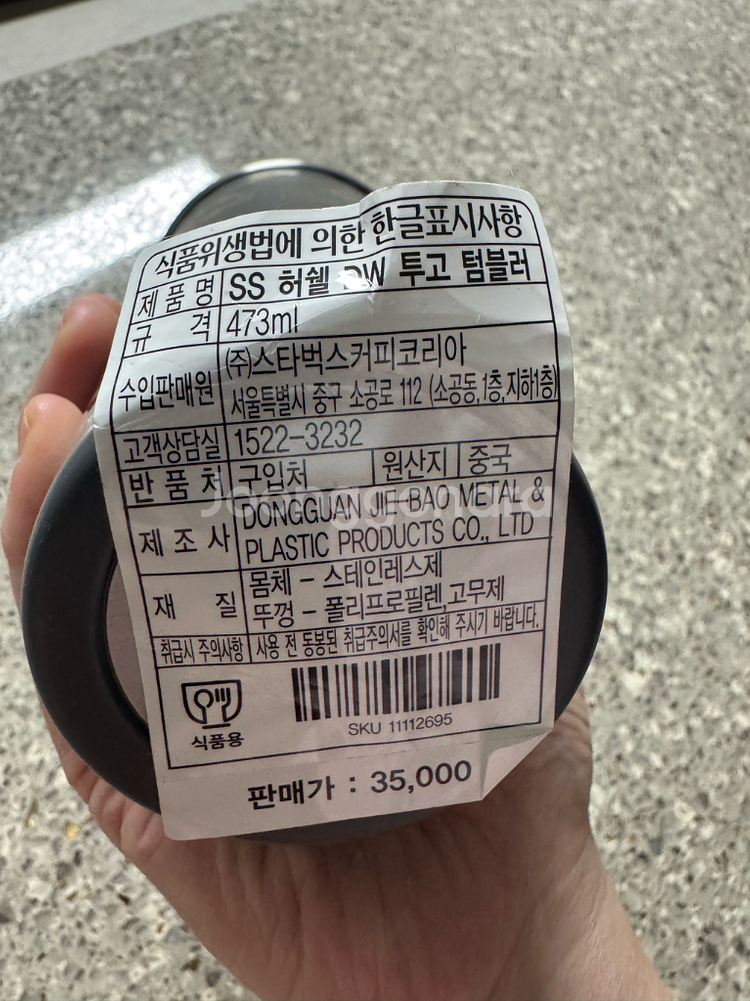 식품위생법에 의한 한글표시사항
제 품 명 SS 허쉘 DW 투고 텀블러
규 격 473ml
수입판매원 (주)스타벅스커피코리아
서울특별시 중구 소공로 112 (소공동,1층,지하1층)
고객상담실 1522-3232
반 품 처 구입처 원산지 중국
제 조 사 DONGGUAN JIE-BAO METAL &
PLASTIC PRODUCTS CO., LTD
재 질 몸체 - 스테인레스제
뚜껑 - 폴리프로필렌,고무제
취급시 주의사항 사용 전 동봉된 취급주의서를 확인해 주시기 바랍니다.
식품용
SKU 11112695
판매가 : 35,000
Joonggonara